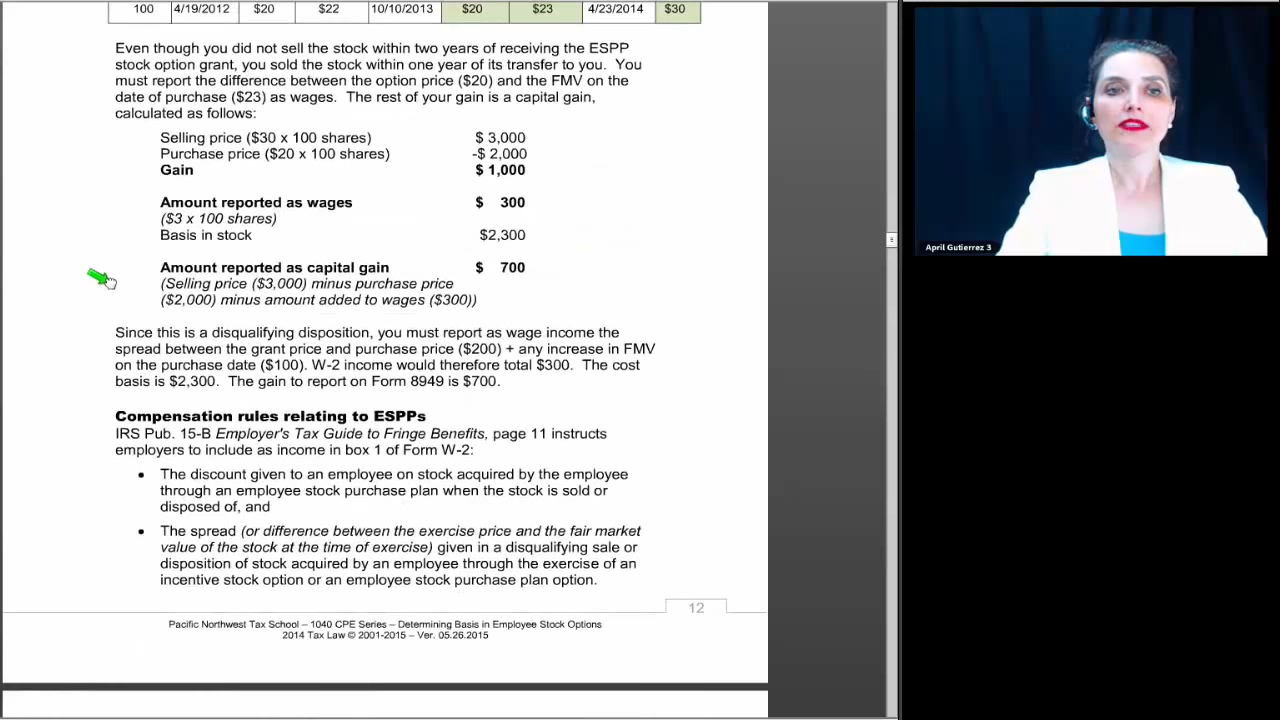 100 4/19/2012 $20 $22 10/10/2013 $20 $23 4/23/2014 $30
Even though you did not sell the stock within two years of receiving the ESPP
stock option grant, you sold the stock within one year of its transfer to you. You
must report the difference between the option price ($20) and the FMV on the
date of purchase ($23) as wages. The rest of your gain is a capital gain,
calculated as follows:
Selling price ($30 x 100 shares) $ 3,000
Purchase price ($20 x 100 shares) -$ 2,000
Gain $ 1,000
Amount reported as wages $ 300
($3 x 100 shares)
Basis in stock $2,300
Amount reported as capital gain $ 700
(Selling price ($3,000) minus purchase price
($2,000) minus amount added to wages ($300))
Since this is a disqualifying disposition, you must report as wage income the
spread between the grant price and purchase price ($200) + any increase in FMV
on the purchase date ($100). W-2 income would therefore total $300. The cost
basis is $2,300. The gain to report on Form 8949 is $700.
Compensation rules relating to ESPPs
IRS Pub. 15-B Employer's Tax Guide to Fringe Benefits, page 11 instructs
employers to include as income in box 1 of Form W-2:
• The discount given to an employee on stock acquired by the employee
through an employee stock purchase plan when the stock is sold or
disposed of, and
• The spread (or difference between the exercise price and the fair market
value of the stock at the time of exercise) given in a disqualifying sale or
disposition of stock acquired by an employee through the exercise of an
incentive stock option or an employee stock purchase plan option.
12
Pacific Northwest Tax School – 1040 CPE Series – Determining Basis in Employee Stock Options
2014 Tax Law © 2001-2015 – Ver. 05.26.2015
April Gutierrez 3